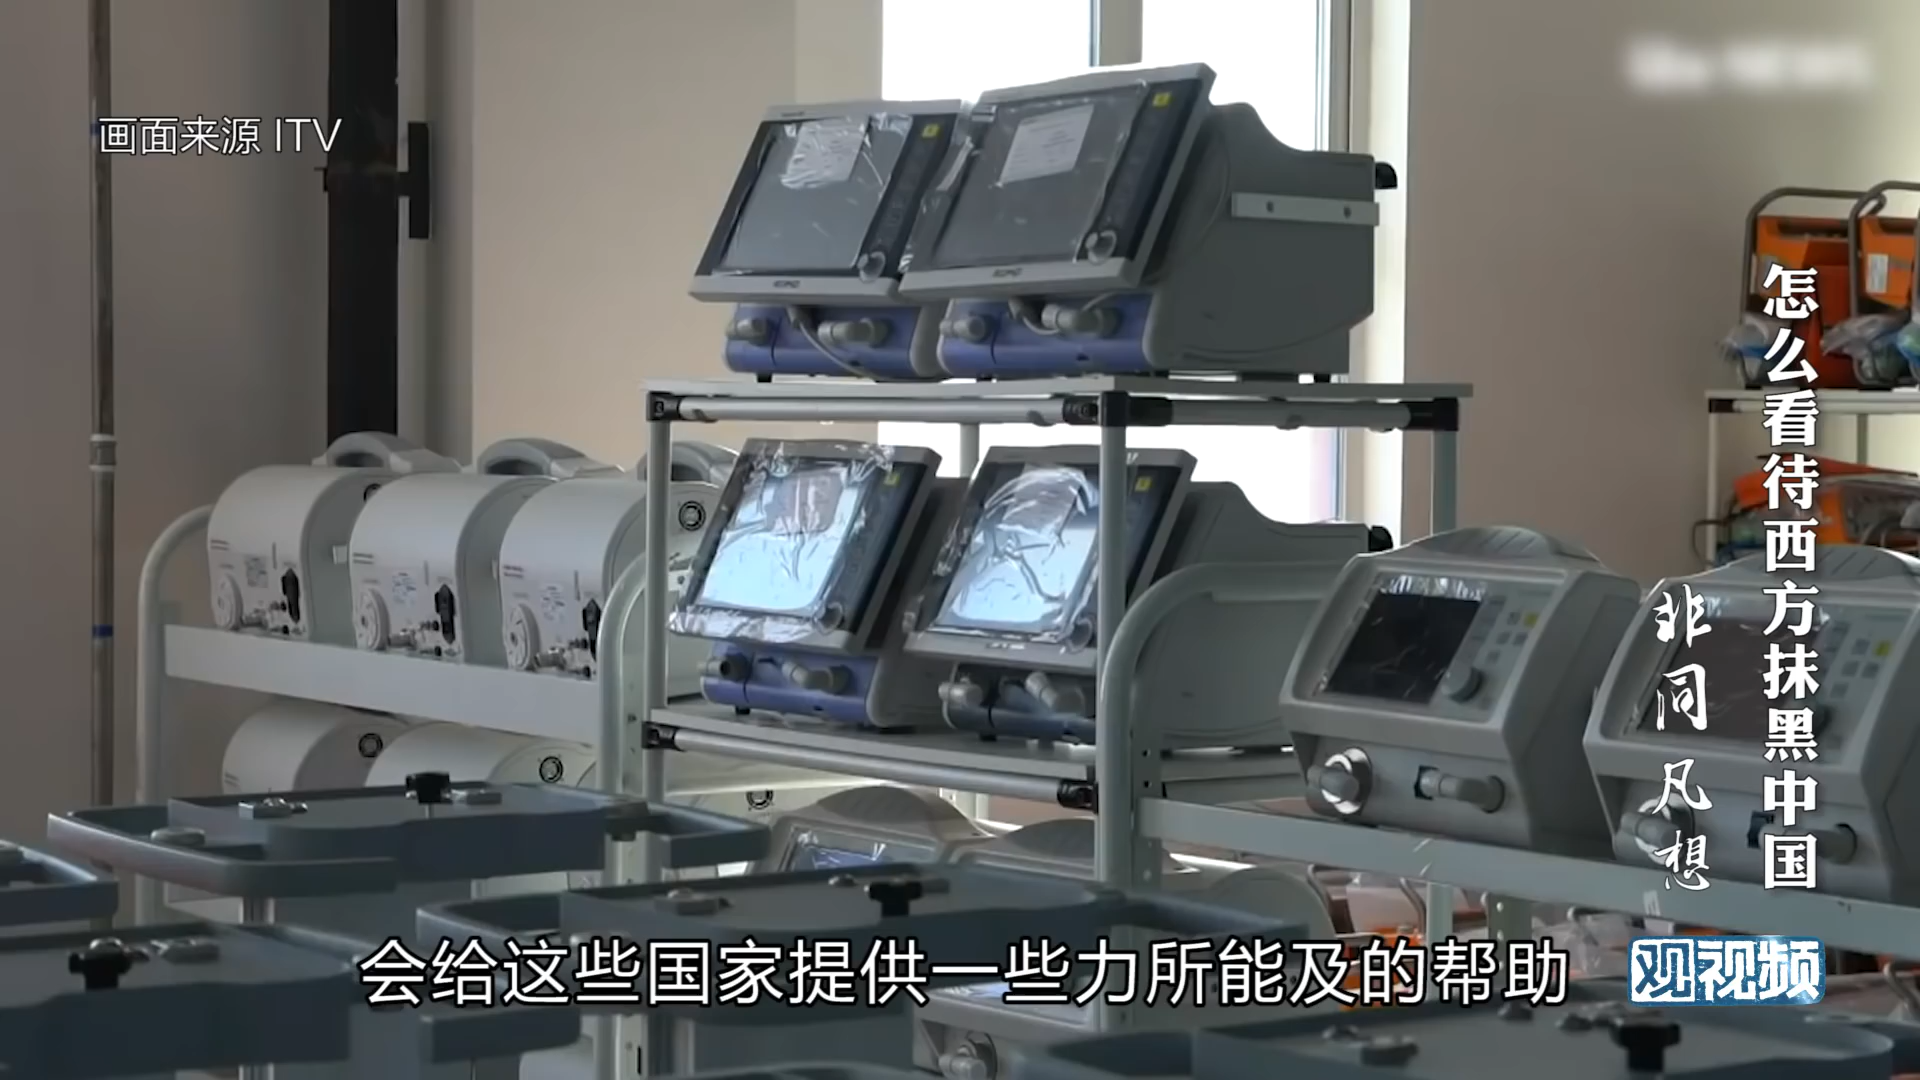 画面来源 ITV
怎么看待西方抹黑中国
非同凡想
会给这些国家提供一些力所能及的帮助
观视频